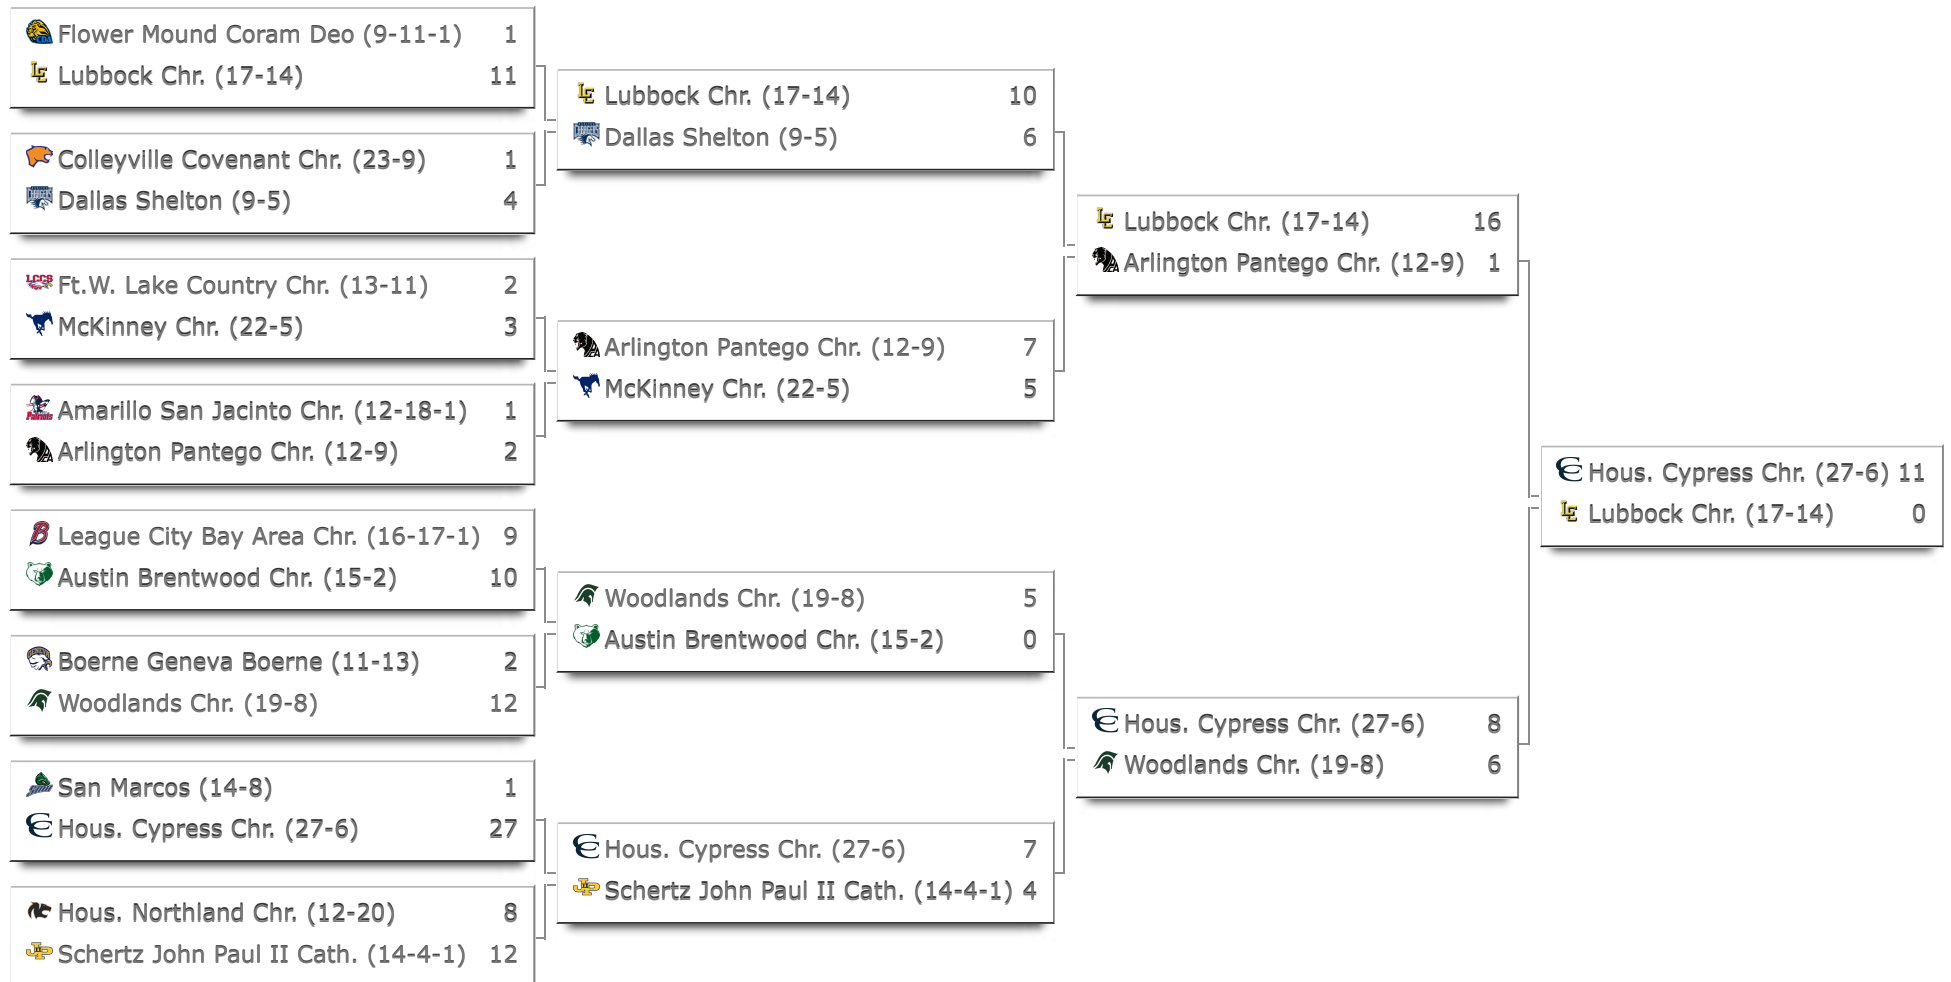 Flower Mound Coram Deo (9-11-1) 1
Lubbock Chr. (17-14) 11
Colleyville Covenant Chr. (23-9) 1
Dallas Shelton (9-5) 4
Ft.W. Lake Country Chr. (13-11) 2
McKinney Chr. (22-5) 3
Amarillo San Jacinto Chr. (12-18-1) 1
Arlington Pantego Chr. (12-9) 2
League City Bay Area Chr. (16-17-1) 9
Austin Brentwood Chr. (15-2) 10
Boerne Geneva Boerne (11-13) 2
Woodlands Chr. (19-8) 12
San Marcos (14-8) 1
Hous. Cypress Chr. (27-6) 27
Hous. Northland Chr. (12-20) 8
Schertz John Paul II Cath. (14-4-1) 12
Lubbock Chr. (17-14) 10
Dallas Shelton (9-5) 6
Arlington Pantego Chr. (12-9) 7
McKinney Chr. (22-5) 5
Woodlands Chr. (19-8) 5
Austin Brentwood Chr. (15-2) 0
Hous. Cypress Chr. (27-6) 7
Schertz John Paul II Cath. (14-4-1) 4
Lubbock Chr. (17-14) 16
Arlington Pantego Chr. (12-9) 1
Hous. Cypress Chr. (27-6) 8
Woodlands Chr. (19-8) 6
Hous. Cypress Chr. (27-6) 11
Lubbock Chr. (17-14) 0